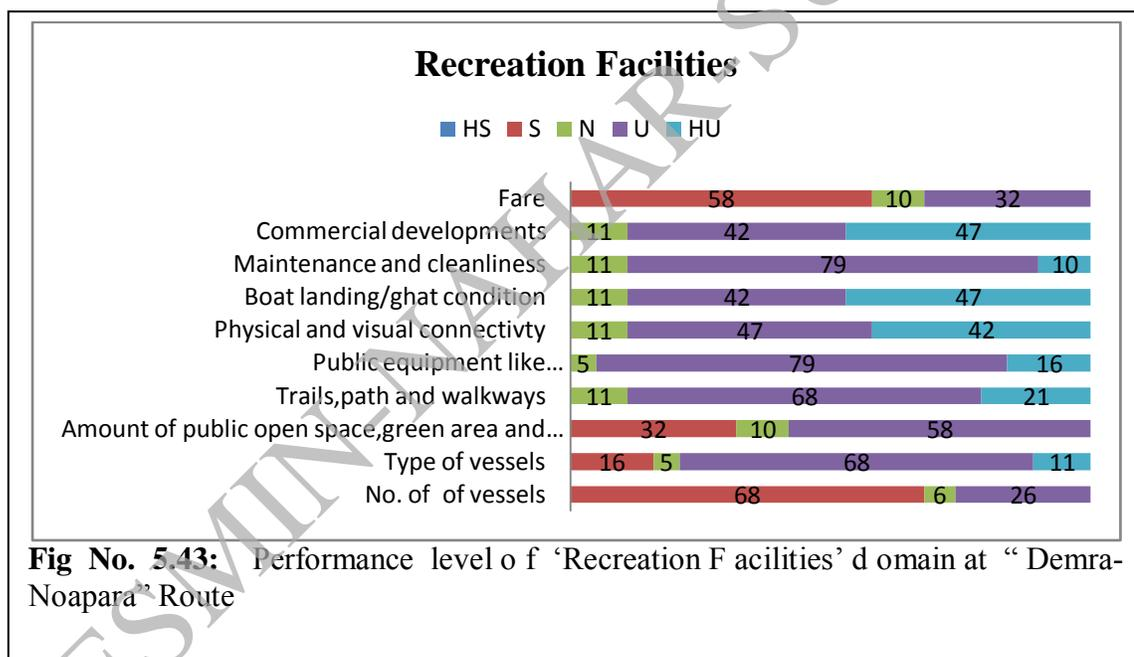 Recreation Facilities
HS S N U HU
Fare 58 10 32
Commercial developments 11 42 47
Maintenance and cleanliness 11 79 10
Boat landing/ghat condition 11 42 47
Physical and visual connectivty 11 47 42
Public equipment like... 5 79 16
Trails,path and walkways 11 68 21
Amount of public open space,green area and... 32 10 58
Type of vessels 16 5 68 11
No. of of vessels 68 6 26
Fig No. 5.43: Performance level o f ‘Recreation F acilities’ d omain at “ Demra-
Noapara” Route
ESMIN-NAHAR-S